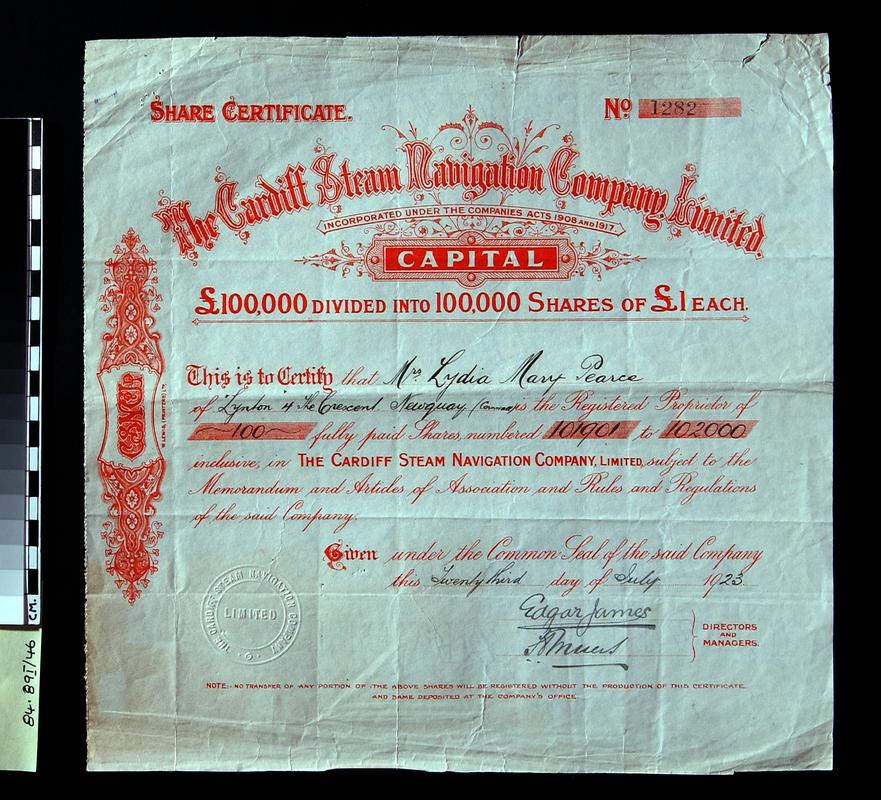 SHARE CERTIFICATE.
No 1282
The Cardiff Steam Navigation Company, Limited.
INCORPORATED UNDER THE COMPANIES ACTS 1908 AND 1917.
CAPITAL
£100,000 DIVIDED INTO 100,000 SHARES OF £1 EACH.
This is to Certify that Mrs Lydia Mary Pearce
of "Lynton" 4 The Crescent Newquay is the Registered Proprietor of
100 fully paid Shares, numbered 101901 to 102000
inclusive, in THE CARDIFF STEAM NAVIGATION COMPANY, LIMITED, subject to the
Memorandum and Articles of Association and Rules and Regulations
of the said Company.
Given under the Common Seal of the said Company
this Twenty third day of July 1923.
Edgar James
DIRECTORS
AND
MANAGERS.
THE CARDIFF STEAM NAVIGATION COMPANY
LIMITED
NOTE:- NO TRANSFER OF ANY PORTION OF THE ABOVE SHARES WILL BE REGISTERED WITHOUT THE PRODUCTION OF THIS CERTIFICATE.
AND SAME DEPOSITED AT THE COMPANY'S OFFICE.
CM.
84.89I/46